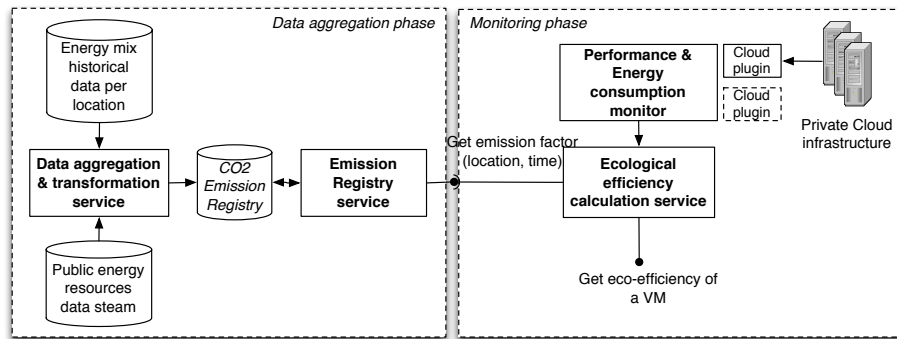 Data aggregation phase
Monitoring phase
Energy mix
historical
data per
location
Data aggregation
& transformation
service
CO2
Emission
Registry
Emission
Registry
service
Public energy
resources
data steam
Performance &
Energy
consumption
monitor
Cloud
plugin
Cloud
plugin
Private Cloud
infrastructure
Get emission factor
(location, time)
Ecological
efficiency
calculation service
Get eco-efficiency of
a VM